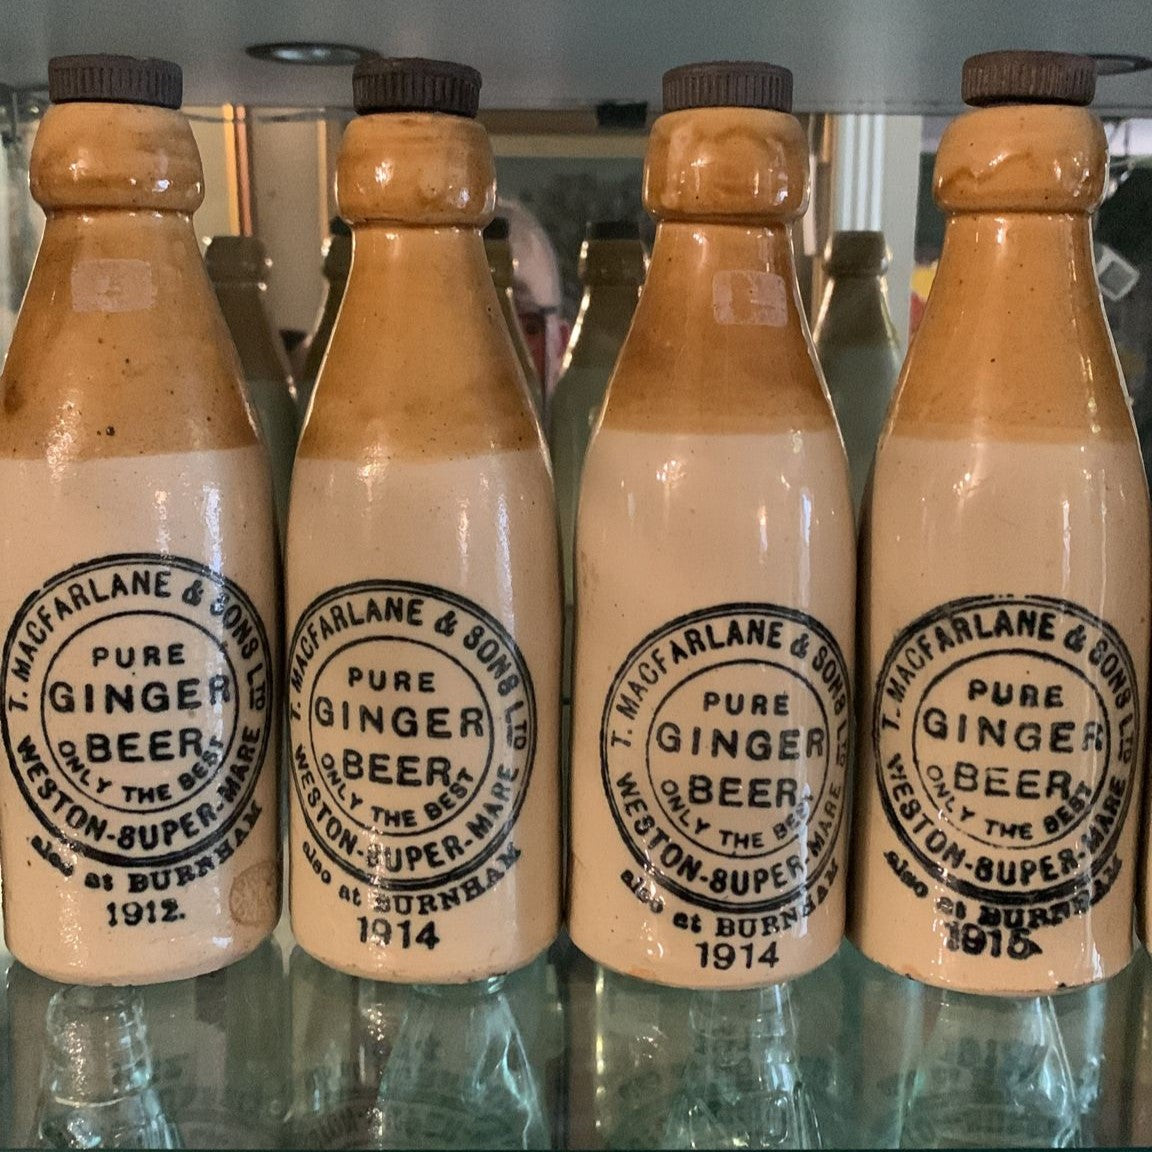 T. MACFARLANE & SONS LTD
PURE
GINGER
BEER
ONLY THE BEST
WESTON-SUPER-MARE
also at BURNHAM
1912.
T. MACFARLANE & SONS LTD
PURE
GINGER
BEER
ONLY THE BEST
WESTON-SUPER-MARE
also at BURNHAM
1914
T. MACFARLANE & SONS LTD
PURE
GINGER
BEER
ONLY THE BEST
WESTON-SUPER-MARE
also at BURNHAM
1914
T. MACFARLANE & SONS LTD
PURE
GINGER
BEER
ONLY THE BEST
WESTON-SUPER-MARE
also at BURNHAM
1915